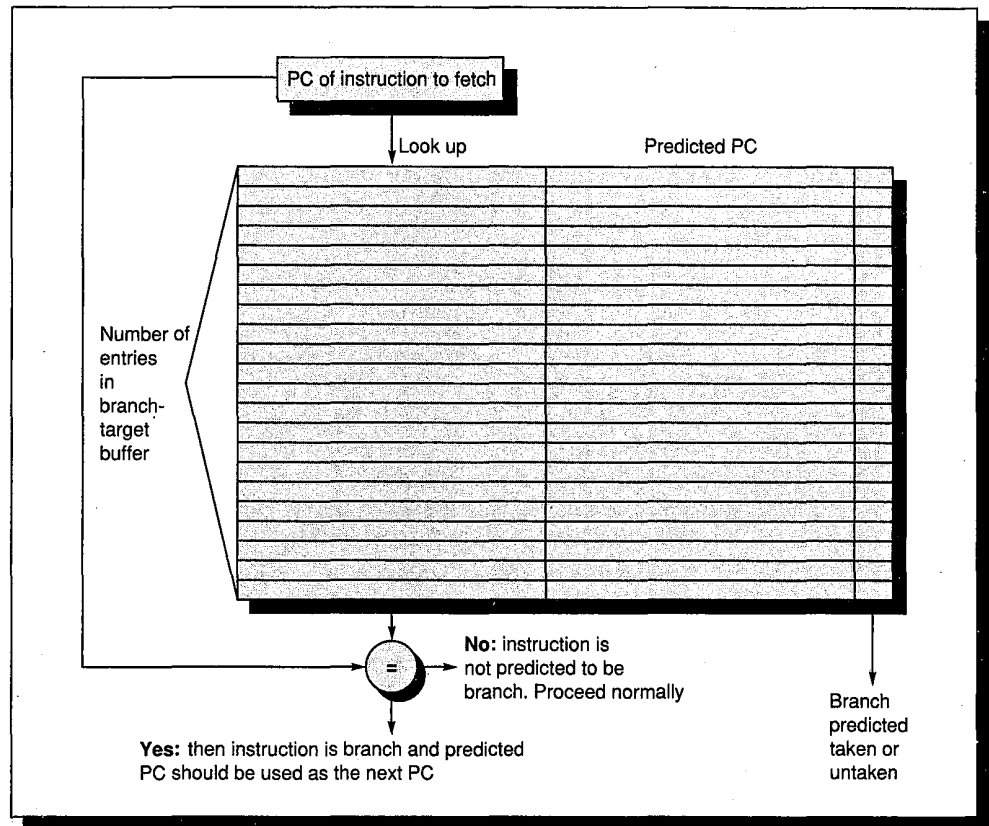 PC of instruction to fetch
Look up
Predicted PC
Number of
entries
in
branch-
target
buffer
=
No: instruction is
not predicted to be
branch. Proceed normally
Yes: then instruction is branch and predicted
PC should be used as the next PC
Branch
predicted
taken or
untaken